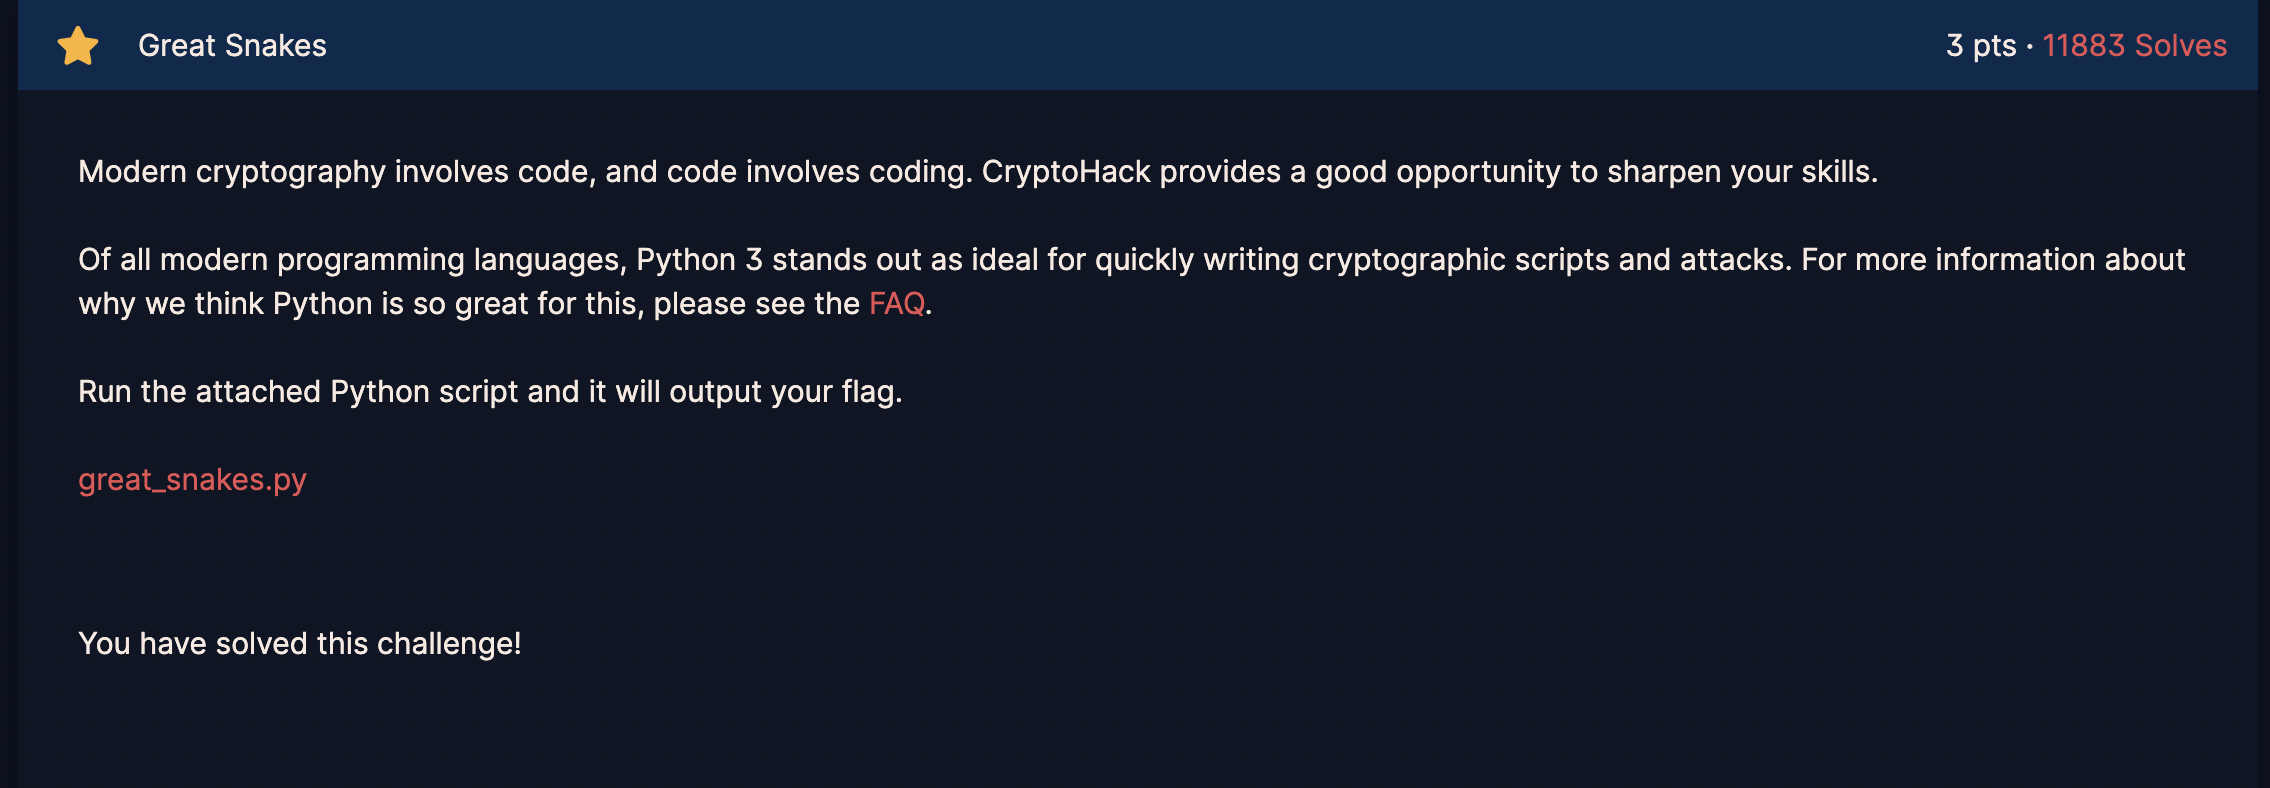 Great Snakes
3 pts · 11883 Solves
Modern cryptography involves code, and code involves coding. CryptoHack provides a good opportunity to sharpen your skills.
Of all modern programming languages, Python 3 stands out as ideal for quickly writing cryptographic scripts and attacks. For more information about
why we think Python is so great for this, please see the FAQ.
Run the attached Python script and it will output your flag.
great_snakes.py
You have solved this challenge!